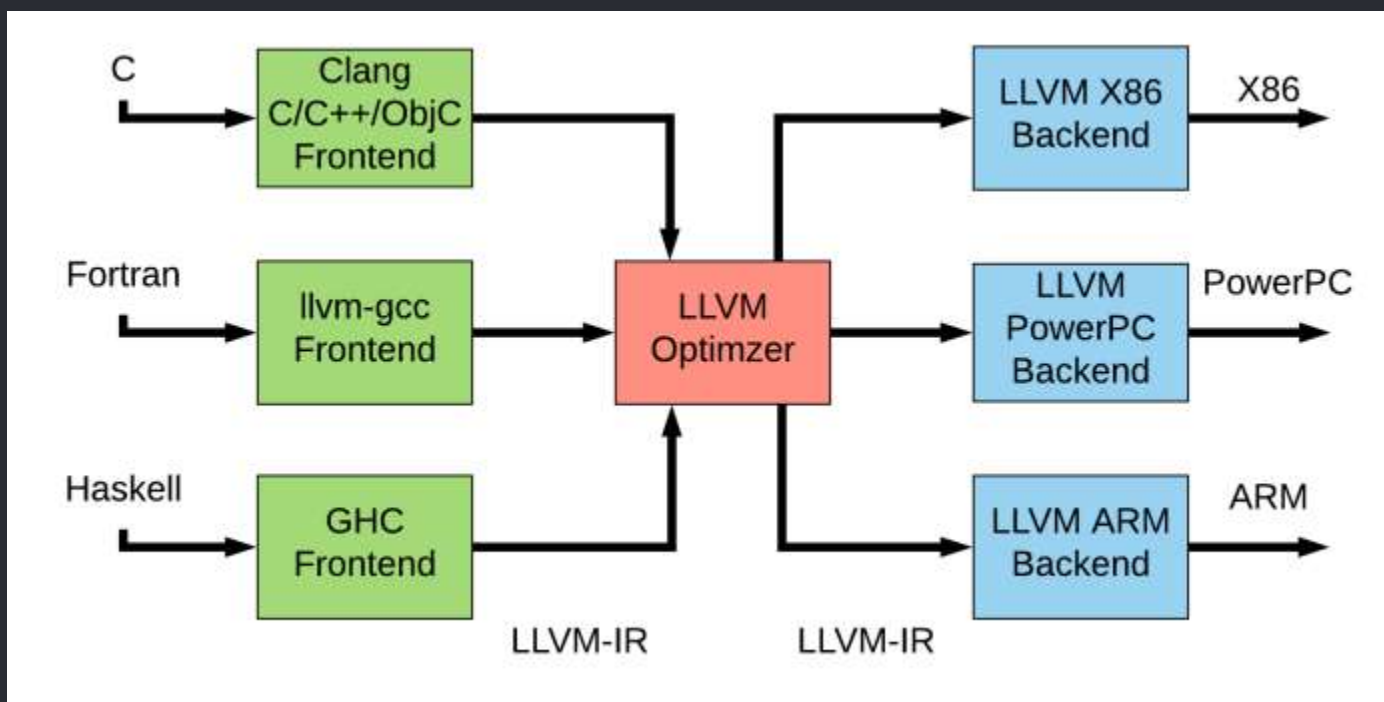 C
Clang
C/C++/ObjC
Frontend
LLVM X86
Backend
X86
Fortran
llvm-gcc
Frontend
LLVM
Optimzer
LLVM
PowerPC
Backend
PowerPC
Haskell
GHC
Frontend
LLVM ARM
Backend
ARM
LLVM-IR
LLVM-IR